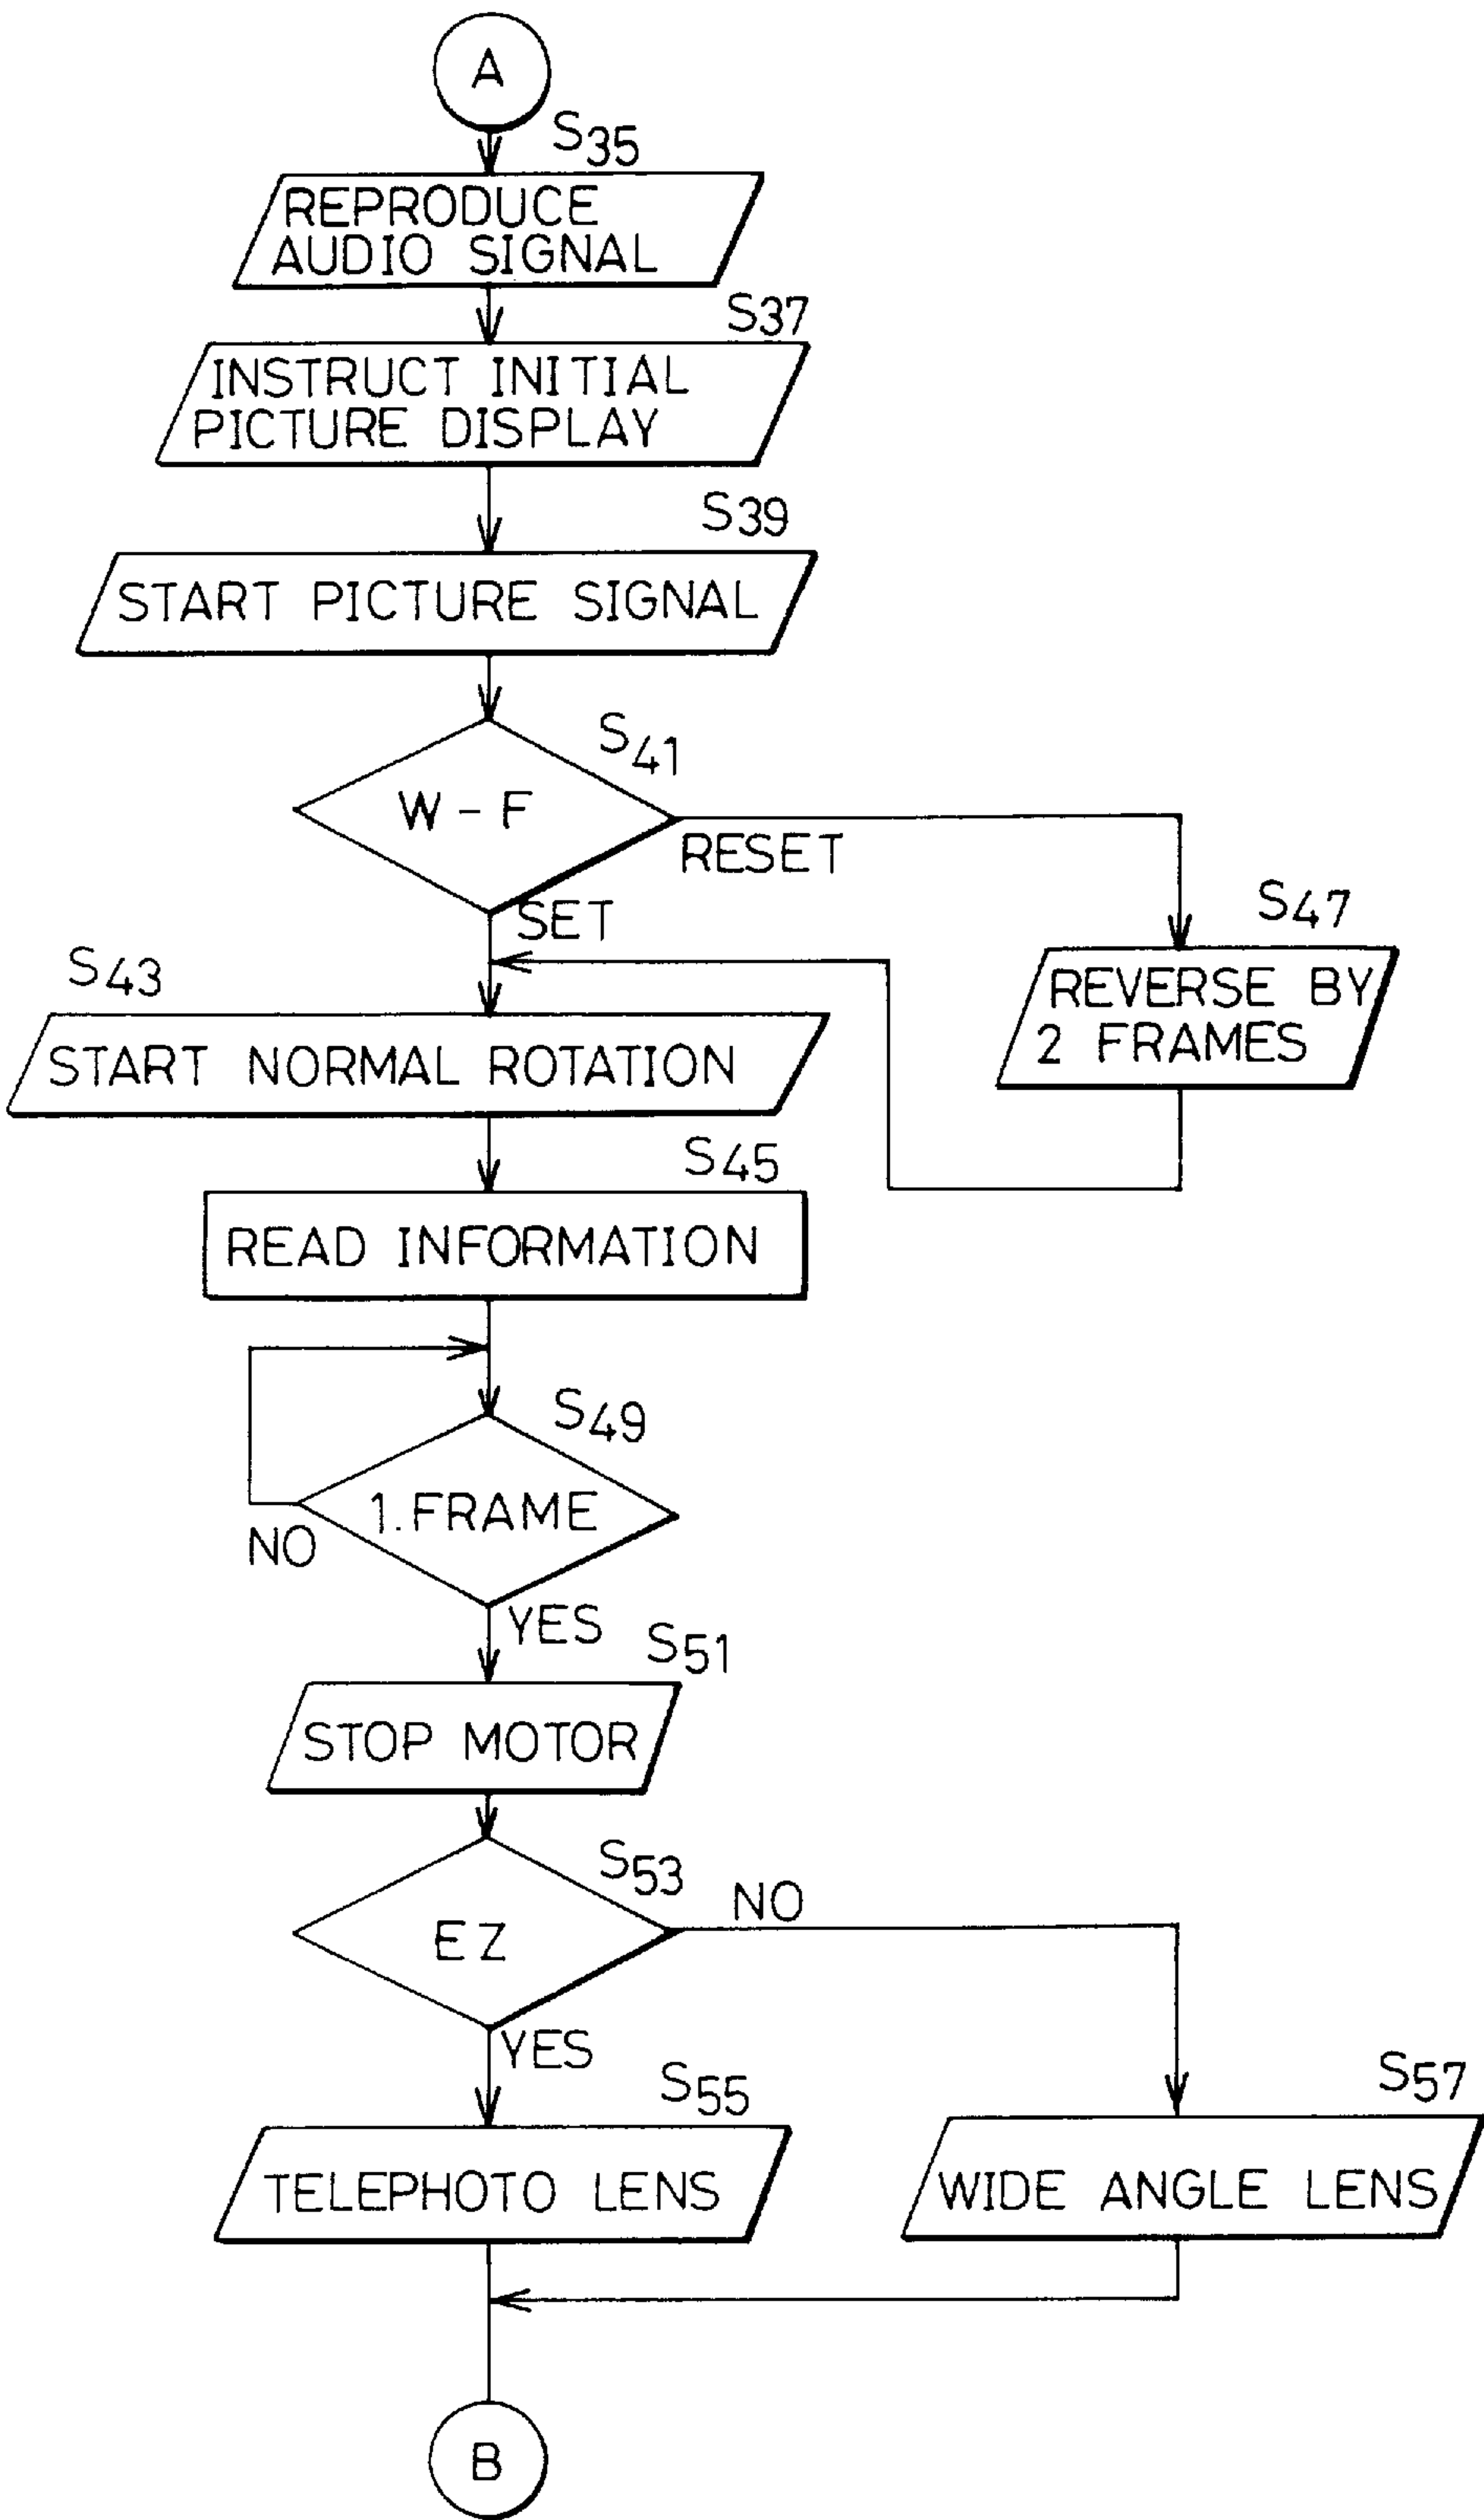 A
S35
REPRODUCE
AUDIO SIGNAL
S37
INSTRUCT INITIAL
PICTURE DISPLAY
S39
START PICTURE SIGNAL
S41
W-F
RESET
SET
S47
REVERSE BY
2 FRAMES
S43
START NORMAL ROTATION
S45
READ INFORMATION
S49
1.FRAME
NO
YES
S51
STOP MOTOR
S53
EZ
NO
YES
S55
TELEPHOTO LENS
S57
WIDE ANGLE LENS
B